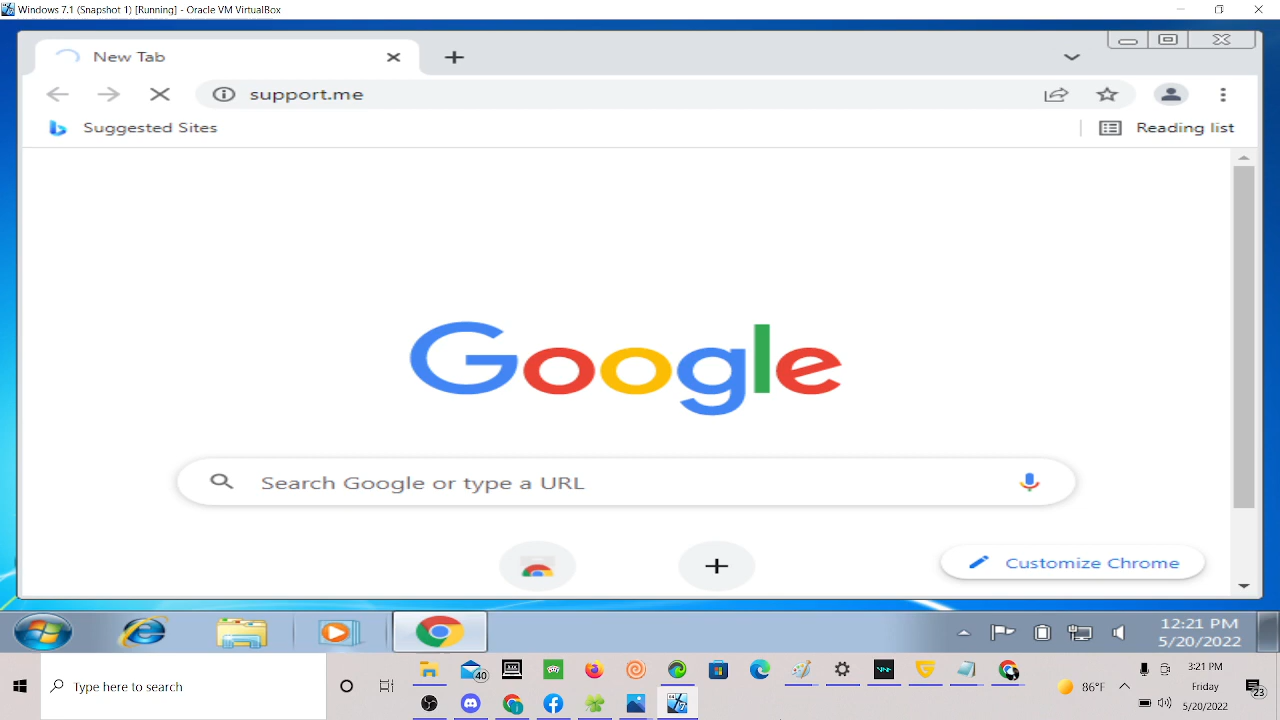 Windows 7.1 (Snapshot 1) [Running] - Oracle VM VirtualBox
New Tab
support.me
Suggested Sites
Reading list
Google
Search Google or type a URL
Customize Chrome
12:21 PM
5/20/2022
Type here to search
40
86°F
3:21 PM
Friday
5/20/2022
23